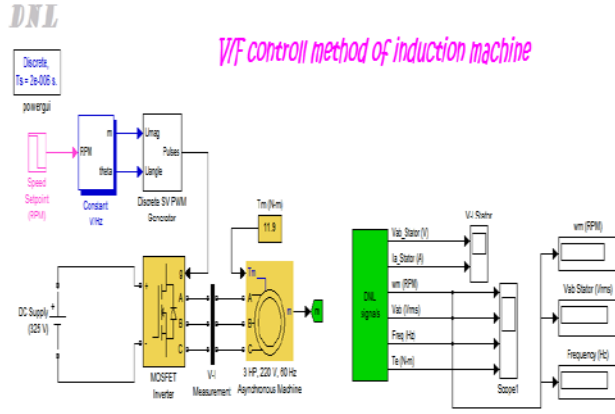 DNL
V/F controll method of induction machine
Discrete,
Ts = 2e-006 s.
powergui
RPM
m
theta
Umag
Uangle
Pulses
Speed
Setpoint
(RPM)
Constant
V/Hz
Discrete SV PWM
Generator
Tm (N-m)
11.9
DC Supply
(325 V)
+
+
-
g
A
B
C
MOSFET
Inverter
V-I
Measurement
Tm
A
B
C
m
m
3 HP, 220 V, 60 Hz
Asynchronous Machine
DNL
signals
Vab_Stator (V)
Ia_Stator (A)
wm (RPM)
Vab (Vrms)
Freq (Hz)
Te (N-m)
V-I Stator
Scope1
wm (RPM)
Vab Stator (Vrms)
Frequency (Hz)